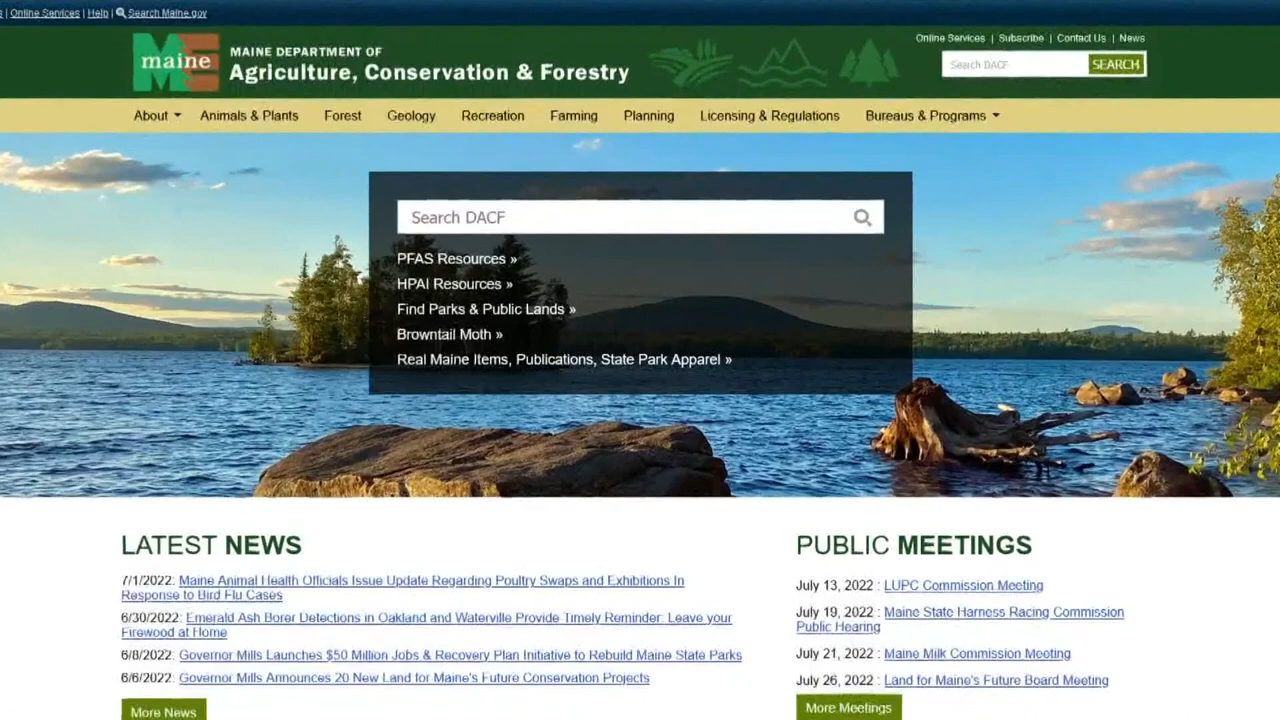 s | Online Services | Help | Search Maine.gov
Online Services | Subscribe | Contact Us | News
maine
MAINE DEPARTMENT OF
Agriculture, Conservation & Forestry
Search DACF
SEARCH
About
Animals & Plants
Forest
Geology
Recreation
Farming
Planning
Licensing & Regulations
Bureaus & Programs
Search DACF
PFAS Resources »
HPAI Resources »
Find Parks & Public Lands »
Browntail Moth »
Real Maine Items, Publications, State Park Apparel »
LATEST NEWS
7/1/2022: Maine Animal Health Officials Issue Update Regarding Poultry Swaps and Exhibitions In
Response to Bird Flu Cases
6/30/2022: Emerald Ash Borer Detections in Oakland and Waterville Provide Timely Reminder: Leave your
Firewood at Home
6/8/2022: Governor Mills Launches $50 Million Jobs & Recovery Plan Initiative to Rebuild Maine State Parks
6/6/2022: Governor Mills Announces 20 New Land for Maine's Future Conservation Projects
More News
PUBLIC MEETINGS
July 13, 2022 : LUPC Commission Meeting
July 19, 2022 : Maine State Harness Racing Commission
Public Hearing
July 21, 2022 : Maine Milk Commission Meeting
July 26, 2022 : Land for Maine's Future Board Meeting
More Meetings